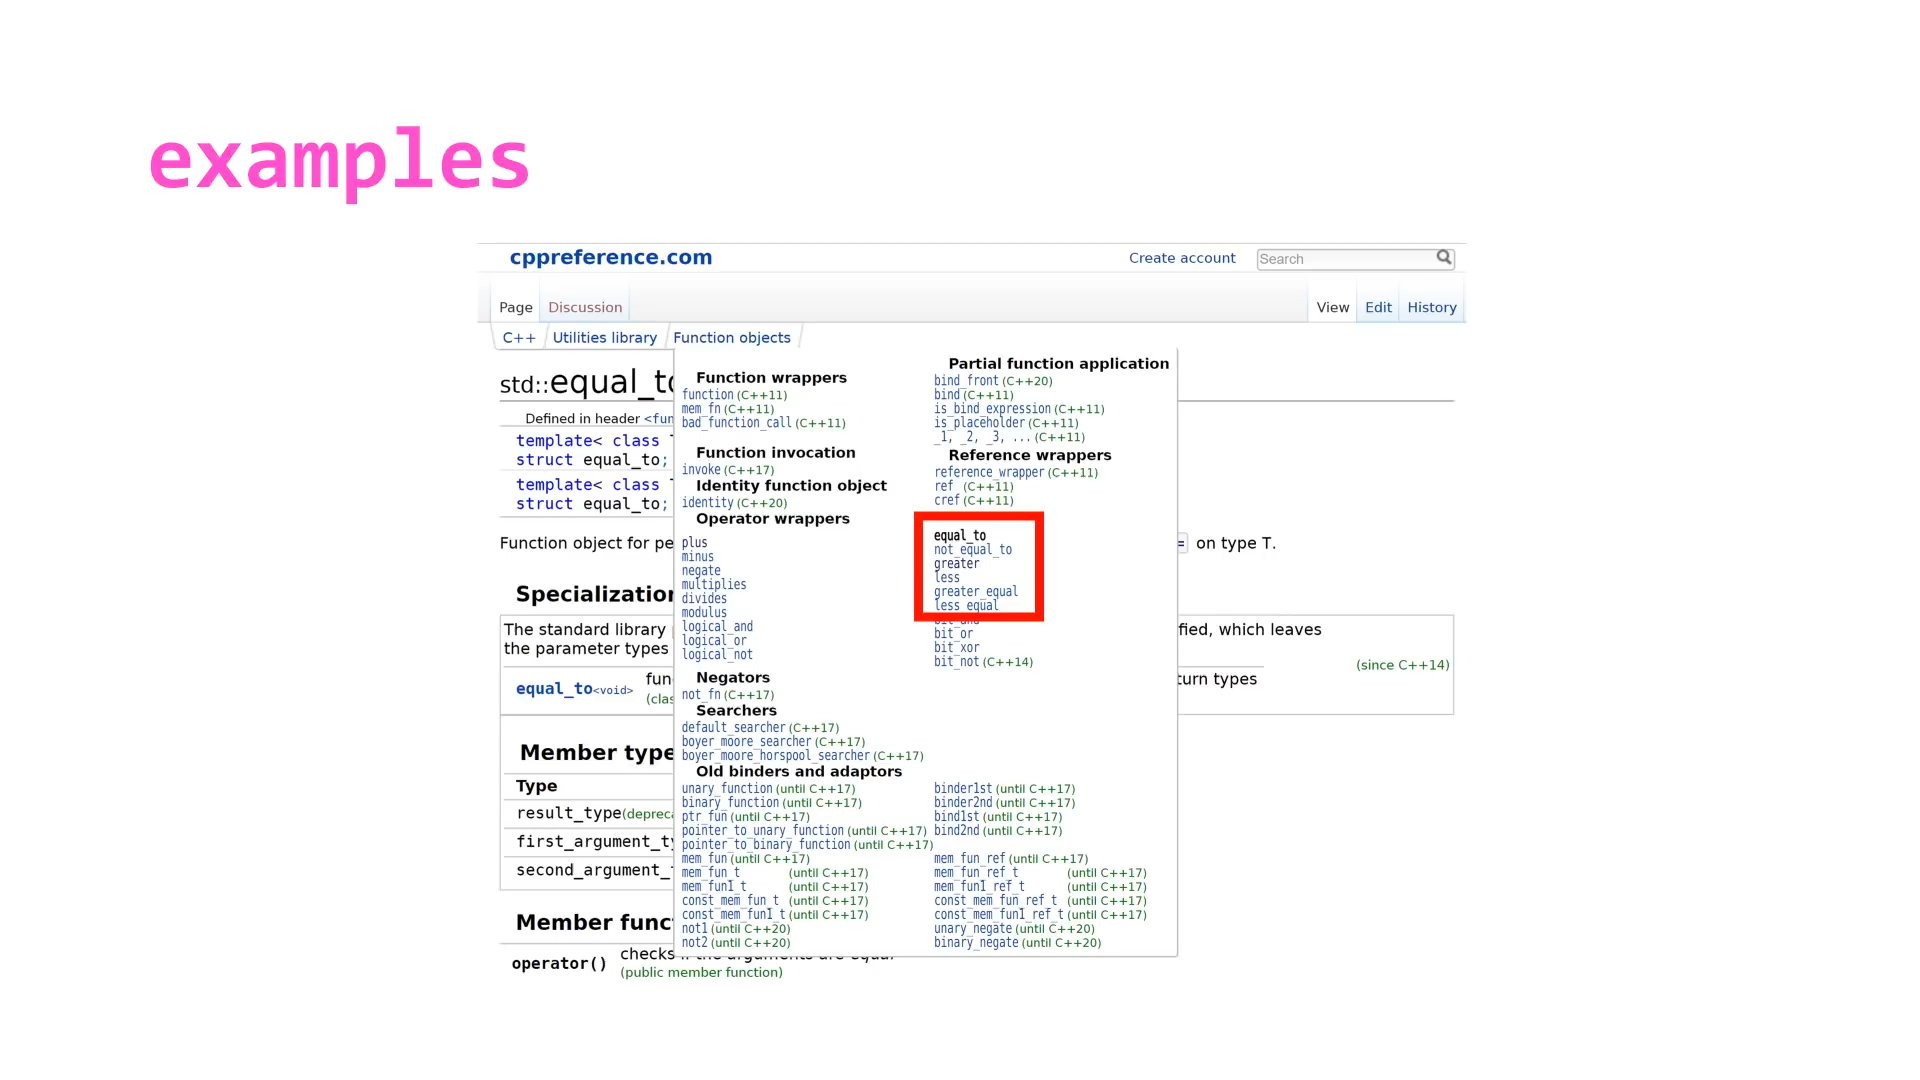 examples
cppreference.com
Create account
Search
Page Discussion
View Edit History
C++ Utilities library Function objects
std::equal_to
Defined in header
template< class
struct equal_to;
template< class
struct equal_to;
Function object for
= on type T.
The standard library
fied, which leaves
the parameter types
(since C++14)
equal_to<void>
turn types
Member type
Type
result_type
operator()
checks
(public member function)
Function wrappers
function (C++11)
mem_fn (C++11)
bad_function_call (C++11)
Function invocation
invoke (C++17)
Identity function object
identity (C++20)
Operator wrappers
plus
minus
negate
multiplies
divides
modulus
logical_and
logical_or
logical_not
Negators
not_fn (C++17)
Searchers
default_searcher (C++17)
boyer_moore_searcher (C++17)
boyer_moore_horspool_searcher (C++17)
Partial function application
bind_front (C++20)
bind (C++11)
is_bind_expression (C++11)
is_placeholder (C++11)
_1, _2, _3, ... (C++11)
Reference wrappers
reference_wrapper (C++11)
ref (C++11)
cref (C++11)
equal_to
not_equal_to
greater
less
greater_equal
less_equal
bit_and
bit_or
bit_xor
bit_not (C++14)
Old binders and adaptors
unary_function (until C++17)
binary_function (until C++17)
ptr_fun (until C++17)
pointer_to_unary_function (until C++17)
pointer_to_binary_function (until C++17)
mem_fun (until C++17)
mem_fun_t (until C++17)
mem_fun1_t (until C++17)
const_mem_fun_t (until C++17)
const_mem_fun1_t (until C++17)
not1 (until C++20)
not2 (until C++20)
binder1st (until C++17)
binder2nd (until C++17)
bind1st (until C++17)
bind2nd (until C++17)
mem_fun_ref (until C++17)
mem_fun_ref_t (until C++17)
mem_fun1_ref_t (until C++17)
const_mem_fun_ref_t (until C++17)
const_mem_fun1_ref_t (until C++17)
unary_negate (until C++20)
binary_negate (until C++20)